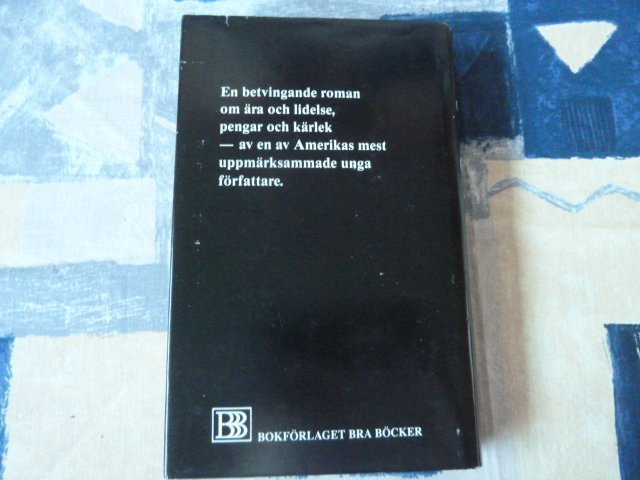 En betvingande roman
om ära och lidelse,
pengar och kärlek
— av en av Amerikas mest
uppmärksammade unga
författare.
BBB BOKFÖRLAGET BRA BÖCKER